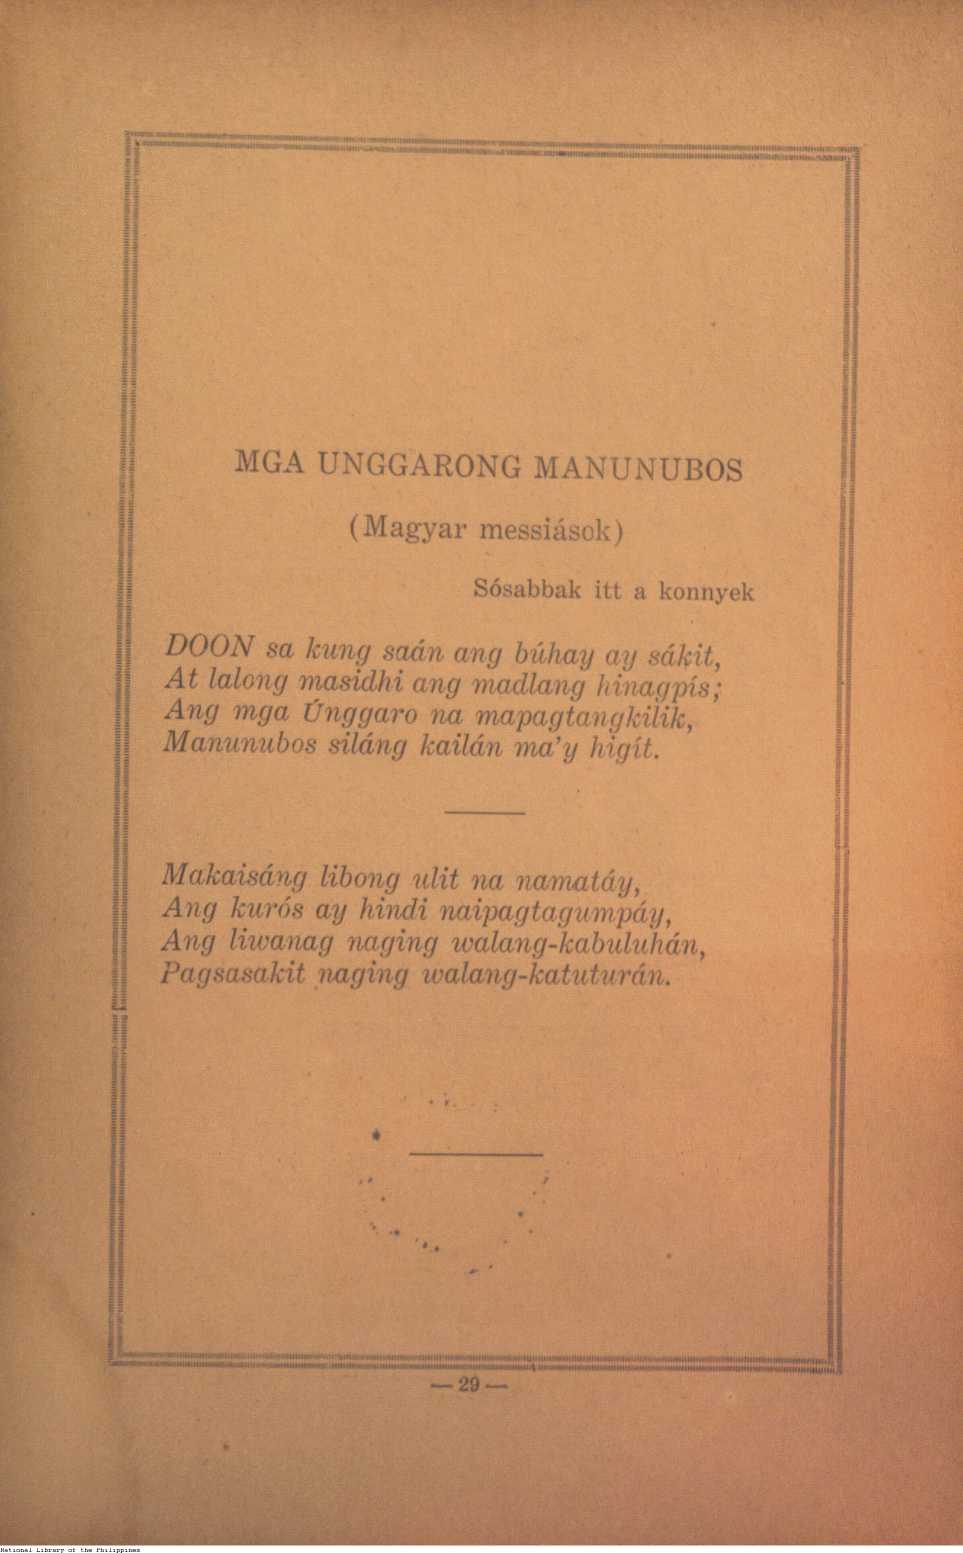 MGA UNGGARONG MANUNUBOS
(Magyar messiások)
Sósabbak itt a konnyek
DOON sa kung saán ang búhay ay sákit,
At lalong masidhi ang madlang hinagpís;
Ang mga Únggaro na mapagtangkilik,
Manunubos siláng kailán ma'y higít.
Makaisáng libong ulit na namatáy,
Ang kurós ay hindi naipagtagumpáy,
Ang liwanag naging walang-kabuluhán,
Pagsasakit naging walang-katuturán.
— 29 —
National Library of the Philippines